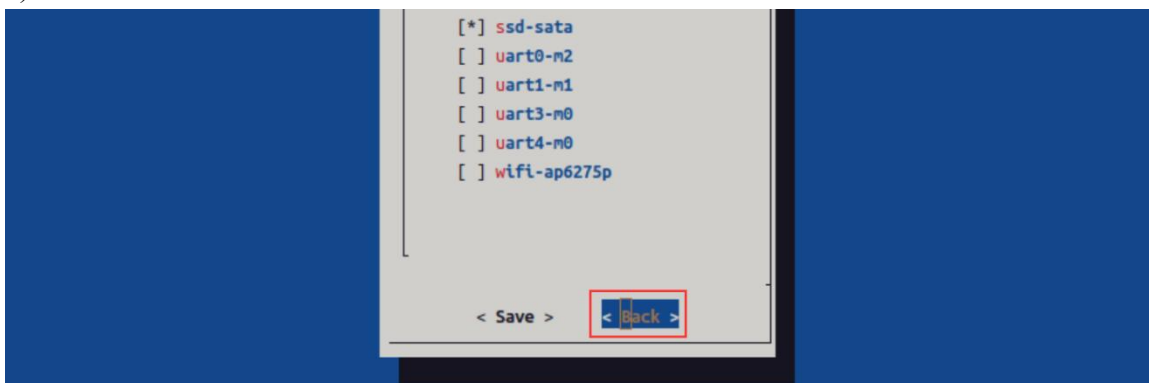 [*] ssd-sata
[ ] uart0-m2
[ ] uart1-m1
[ ] uart3-m0
[ ] uart4-m0
[ ] wifi-ap6275p
< Save > < Back >